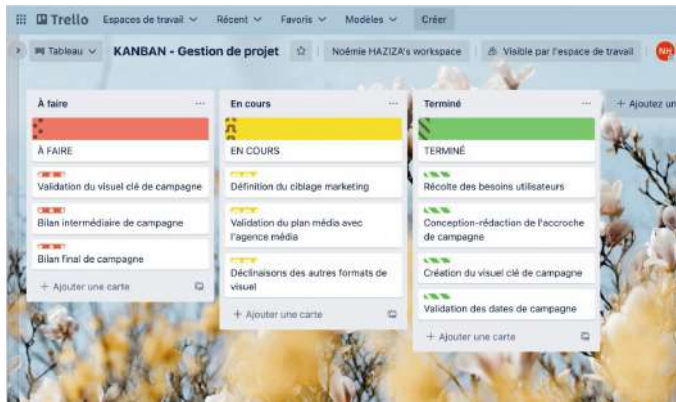 Trello Espaces de travail Récent Favoris Modèles Créer
Tableau KANBAN - Gestion de projet Noémie HAZIZA's workspace Visible par l'espace de travail NH
À faire
À FAIRE
Validation du visuel clé de campagne
Bilan intermédiaire de campagne
Bilan final de campagne
+ Ajouter une carte
En cours
EN COURS
Définition du ciblage marketing
Validation du plan média avec
l'agence média
Déclinaisons des autres formats de
visuel
+ Ajouter une carte
Terminé
TERMINÉ
Récolte des besoins utilisateurs
Conception-rédaction de l'accroche
de campagne
Création du visuel clé de campagne
Validation des dates de campagne
+ Ajouter une carte
+ Ajoutez un